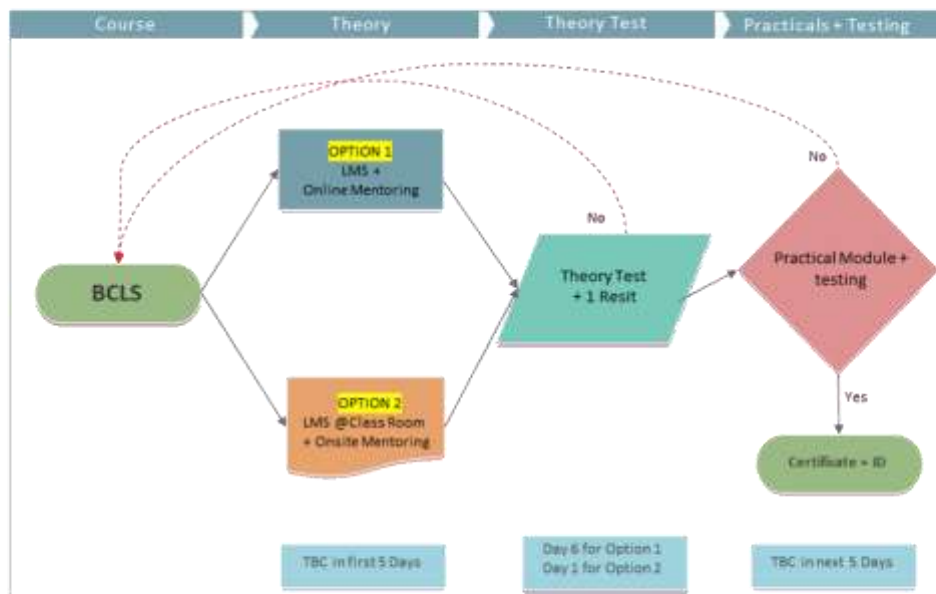 Course
Theory
Theory Test
Practicals + Testing
OPTION 1
LMS +
Online Mentoring
No
No
BCLS
Theory Test
+ 1 Resit
Practical Module +
testing
OPTION 2
LMS @Class Room
+ Onsite Mentoring
Yes
Certificate + ID
TBC in first 5 Days
Day 6 for Option 1
Day 1 for Option 2
TBC in next 5 Days